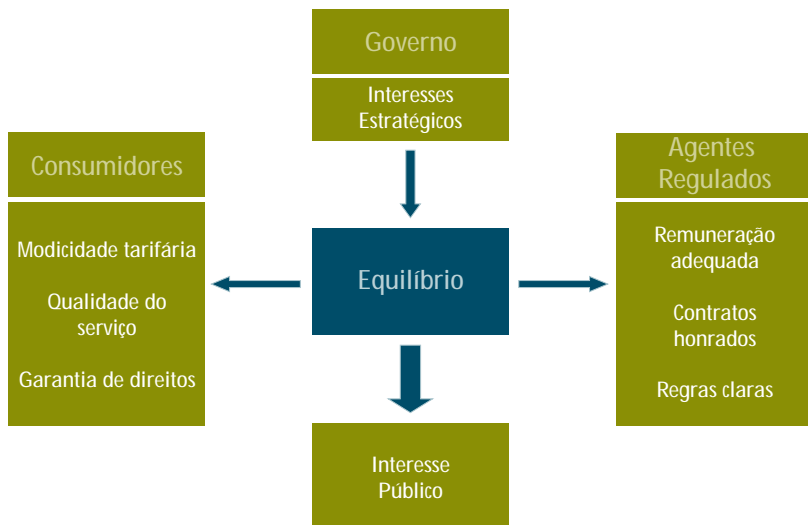 Governo
Interesses
Estratégicos
Consumidores
Modicidade tarifária
Qualidade do
serviço
Garantia de direitos
Equilíbrio
Agentes
Regulados
Remuneração
adequada
Contratos
honrados
Regras claras
Interesse
Público